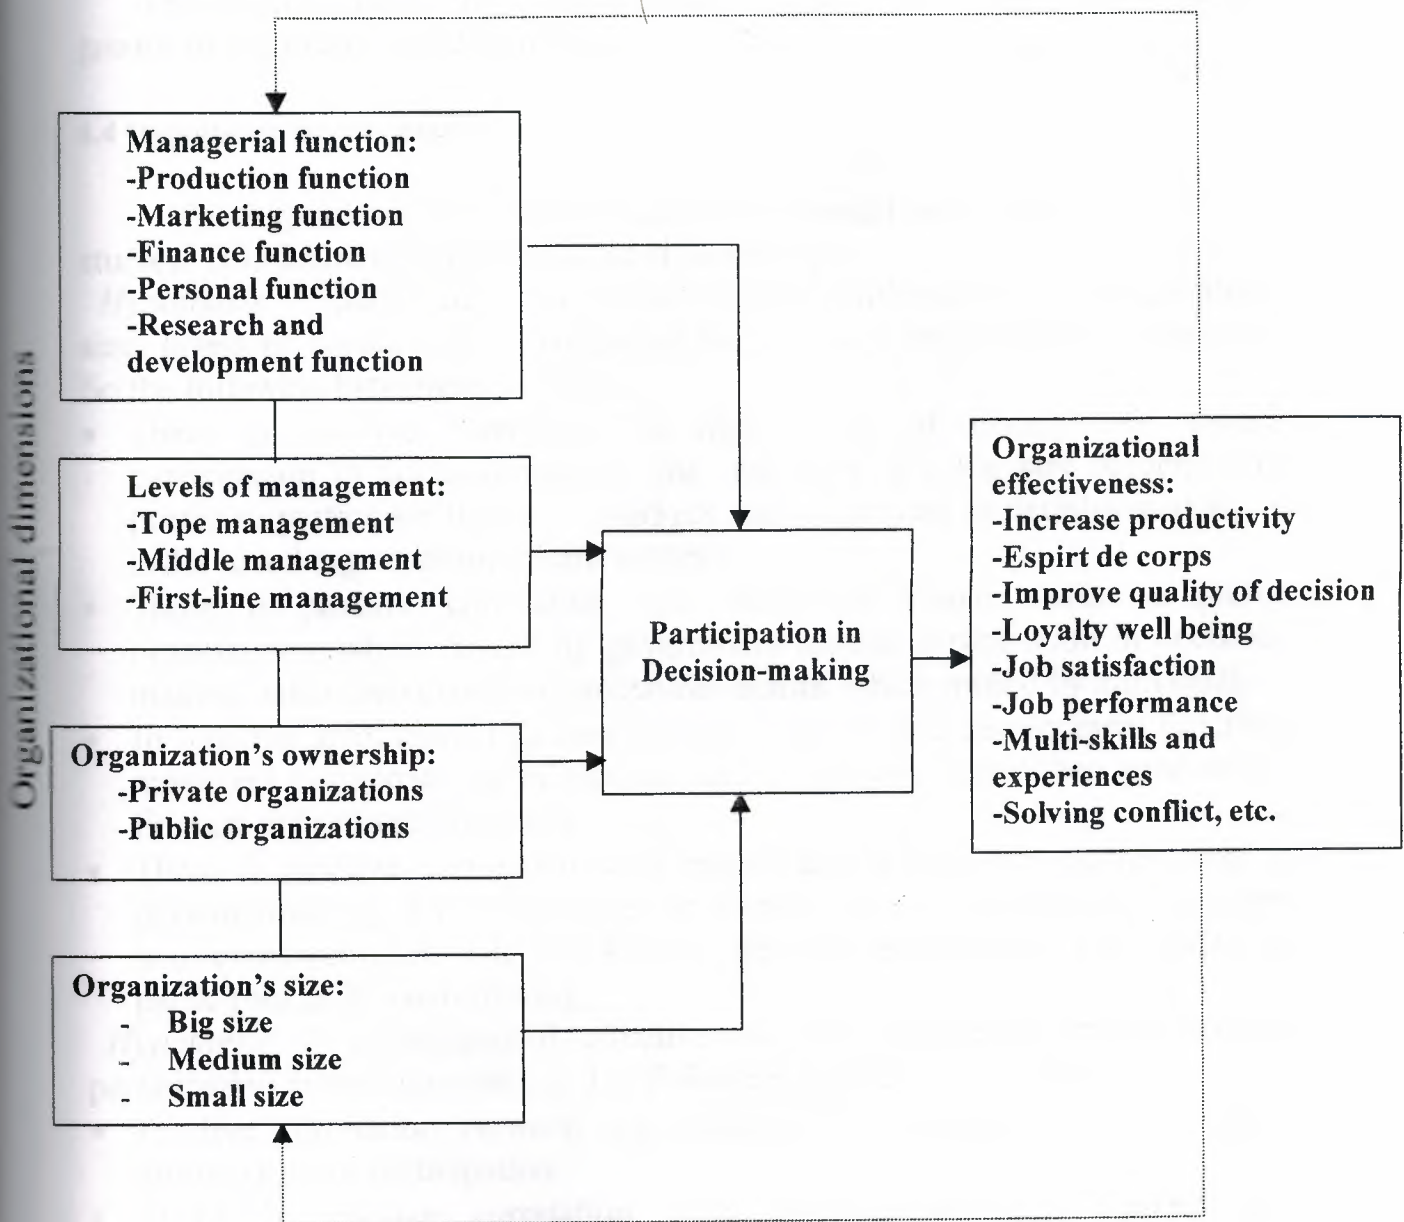 Organizational dimensions
Managerial function:
-Production function
-Marketing function
-Finance function
-Personal function
-Research and
development function
Levels of management:
-Tope management
-Middle management
-First-line management
Organization’s ownership:
-Private organizations
-Public organizations
Organization’s size:
- Big size
- Medium size
- Small size
Participation in
Decision-making
Organizational
effectiveness:
-Increase productivity
-Espirt de corps
-Improve quality of decision
-Loyalty well being
-Job satisfaction
-Job performance
-Multi-skills and
experiences
-Solving conflict, etc.